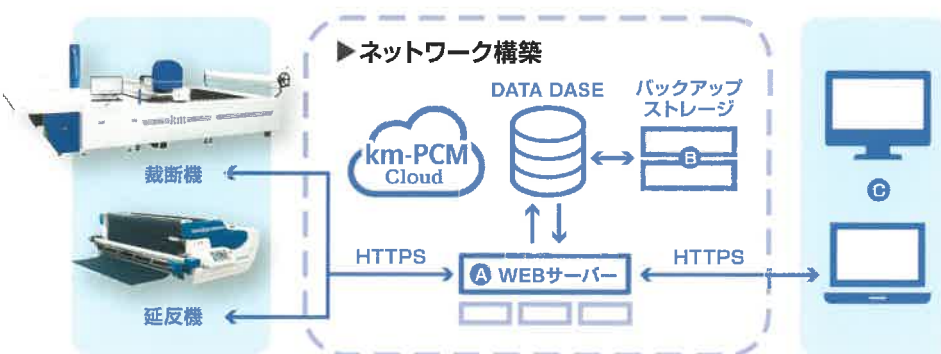 ▶ネットワーク構築
DATA DASE
バックアップ
ストレージ
km-PCM
Cloud
B
km
裁断機
C
HTTPS
A WEBサーバー
HTTPS
延反機